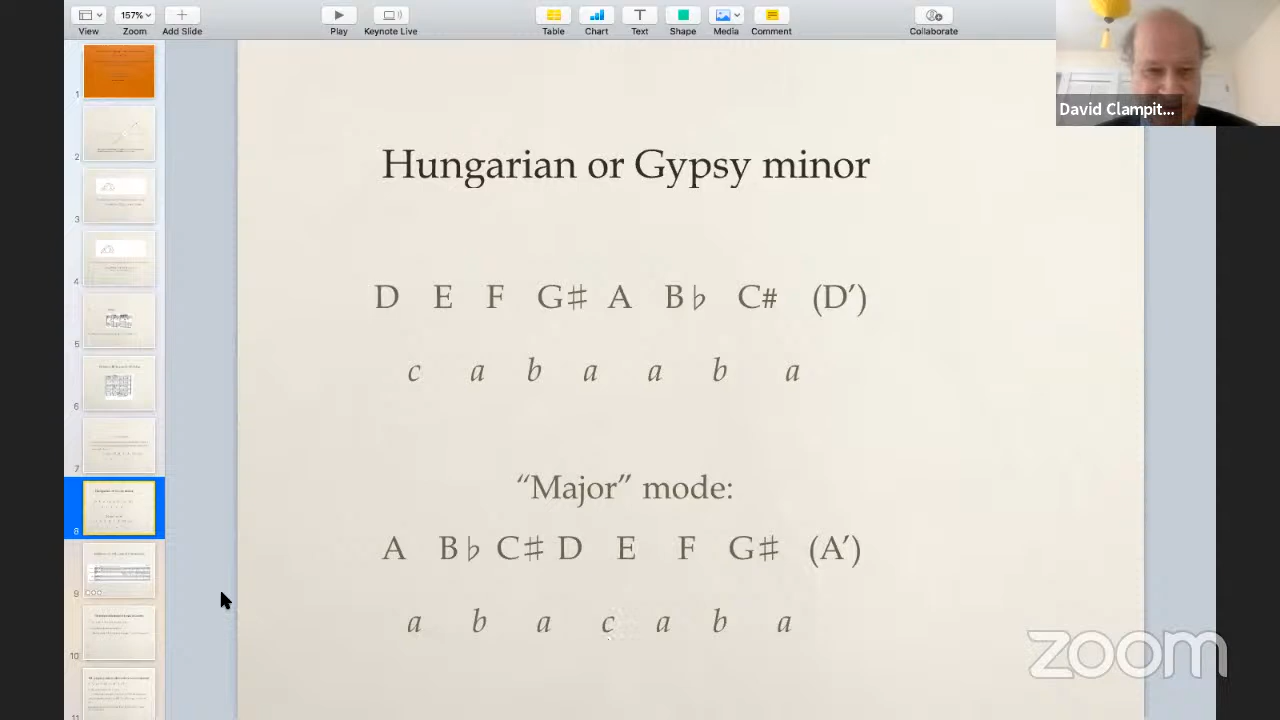 157%
View Zoom Add Slide Play Keynote Live Table Chart Text Shape Media Comment Collaborate
David Clampit...
Hungarian or Gypsy minor
D E F G♯ A B♭ C# (D’)
c a b a a b a
“Major” mode:
A B♭ C♯ D E F G♯ (A’)
a b a c a b a
1
2
3
4
5
6
7
8
9
10
11
zoom